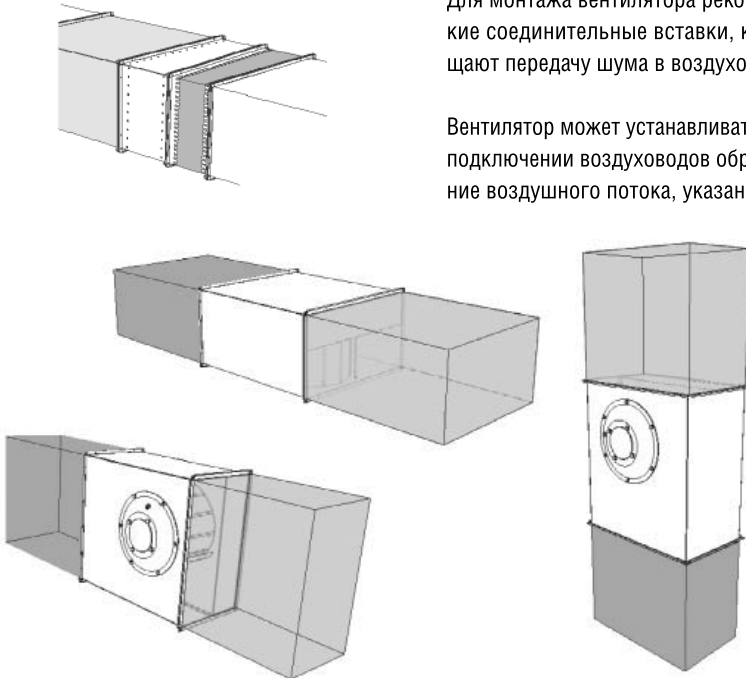 Для монтажа вентилятора реко
кие соединительные вставки, к
щают передачу шума в воздухо
Вентилятор может устанавливат
подключении воздуховодов обр
ние воздушного потока, указан